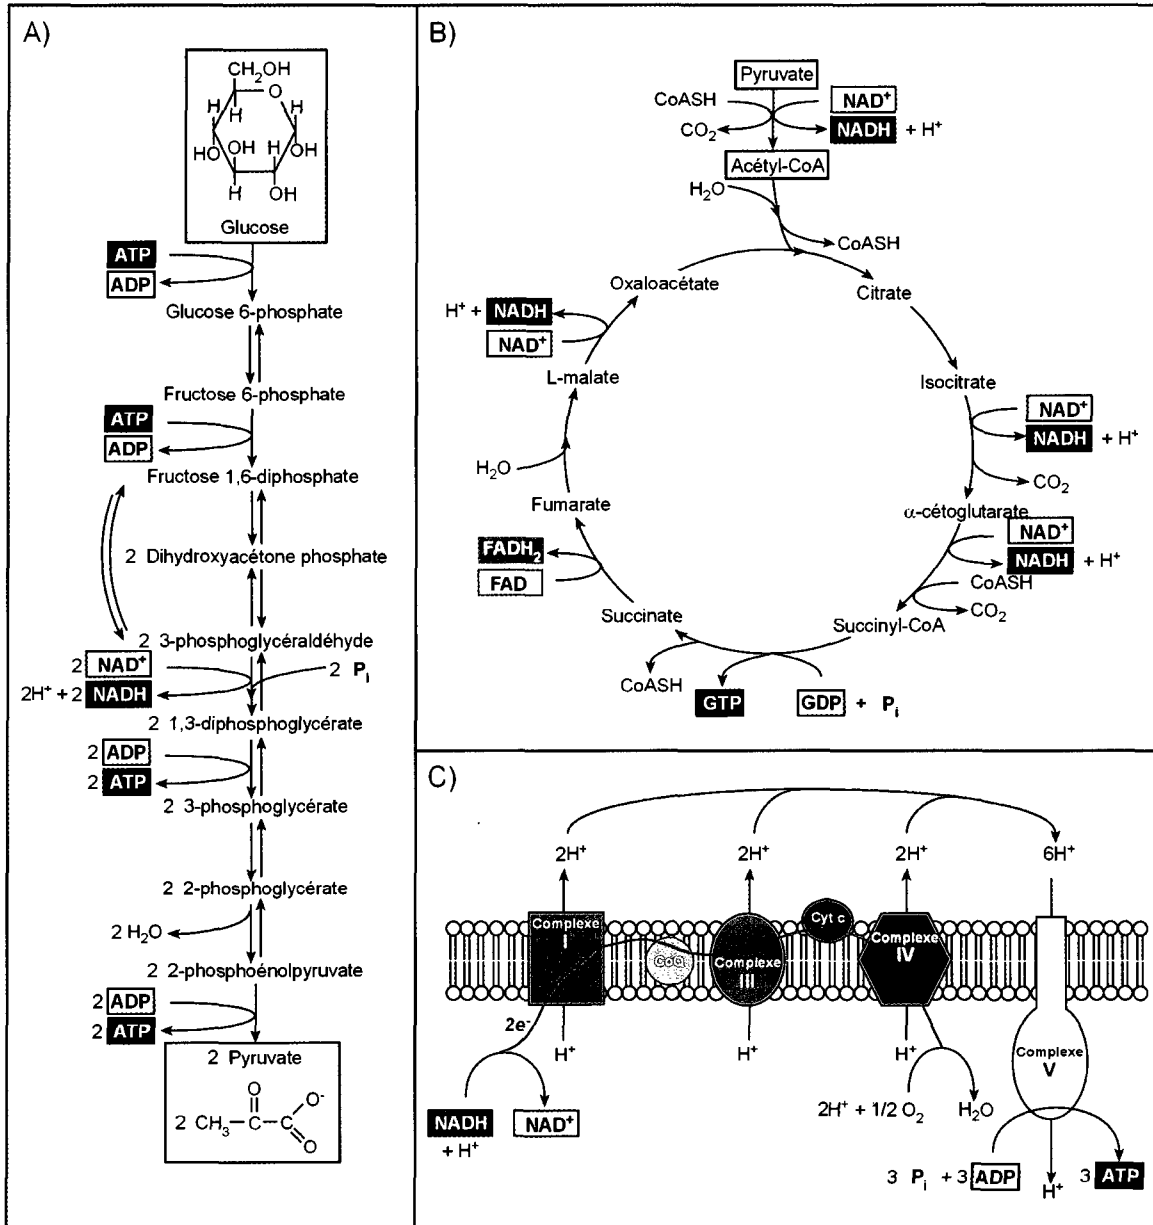 A)
CH2OH
O
H
H
H
H
OH
OH
H
OH
H
OH
Glucose
ATP
ADP
Glucose 6-phosphate
Fructose 6-phosphate
ATP
ADP
Fructose 1,6-diphosphate
2 Dihydroxyacétone phosphate
2 3-phosphoglycéraldéhyde
2 NAD+
2 Pi
2H+ + 2 NADH
2 1,3-diphosphoglycérate
2 ADP
2 ATP
2 3-phosphoglycérate
2 2-phosphoglycérate
2 H2O
2 2-phosphoénolpyruvate
2 ADP
2 ATP
2 Pyruvate
O
O-
2 CH3 C C
O
B)
Pyruvate
CoASH
NAD+
CO2
NADH + H+
Acétyl-CoA
H2O
CoASH
Oxaloacétate
Citrate
H+ + NADH
NAD+
L-malate
Isocitrate
NAD+
NADH + H+
H2O
CO2
Fumarate
α-cétoglutarate
NAD+
FADH2
NADH + H+
FAD
CoASH
CO2
Succinate
Succinyl-CoA
CoASH
GTP
GDP + Pi
C)
2H+
2H+
2H+
6H+
Complexe
I
CoQ
Complexe
III
Cyt c
Complexe
IV
2e-
H+
H+
H+
Complexe
V
2H+ + 1/2 O2
H2O
NADH
+ H+
NAD+
3 Pi + 3 ADP
H+
3 ATP